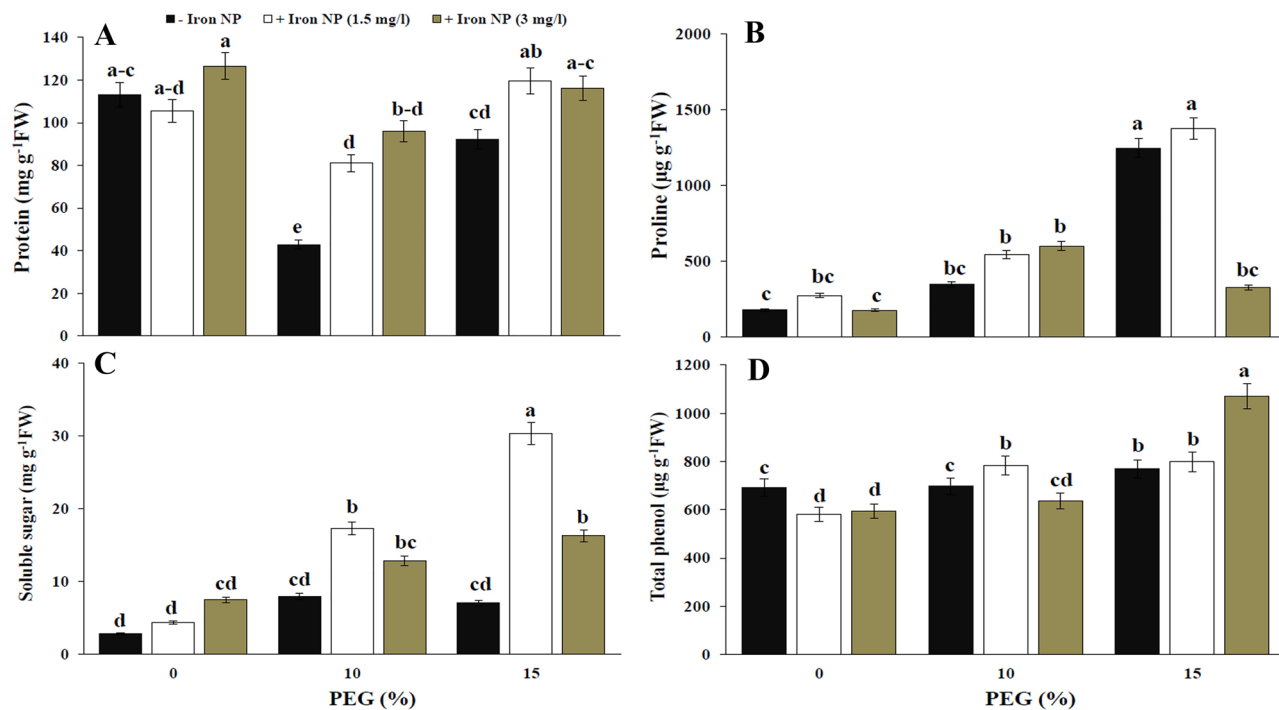 - Iron NP + Iron NP (1.5 mg/l) + Iron NP (3 mg/l)
A
Protein (mg g-1FW)
140
120
100
80
60
40
20
0
a-c a-d a
e d b-d
cd ab a-c
B
Proline (µg g-1FW)
2000
1500
1000
500
0
c bc c
bc b b
a a bc
C
Soluble sugar (mg g-1FW)
40
30
20
10
0
d d cd
cd b bc
cd a b
0 10 15
PEG (%)
D
Total phenol (µg g-1FW)
1200
1000
800
600
400
200
0
c d d
c b cd
b b a
0 10 15
PEG (%)